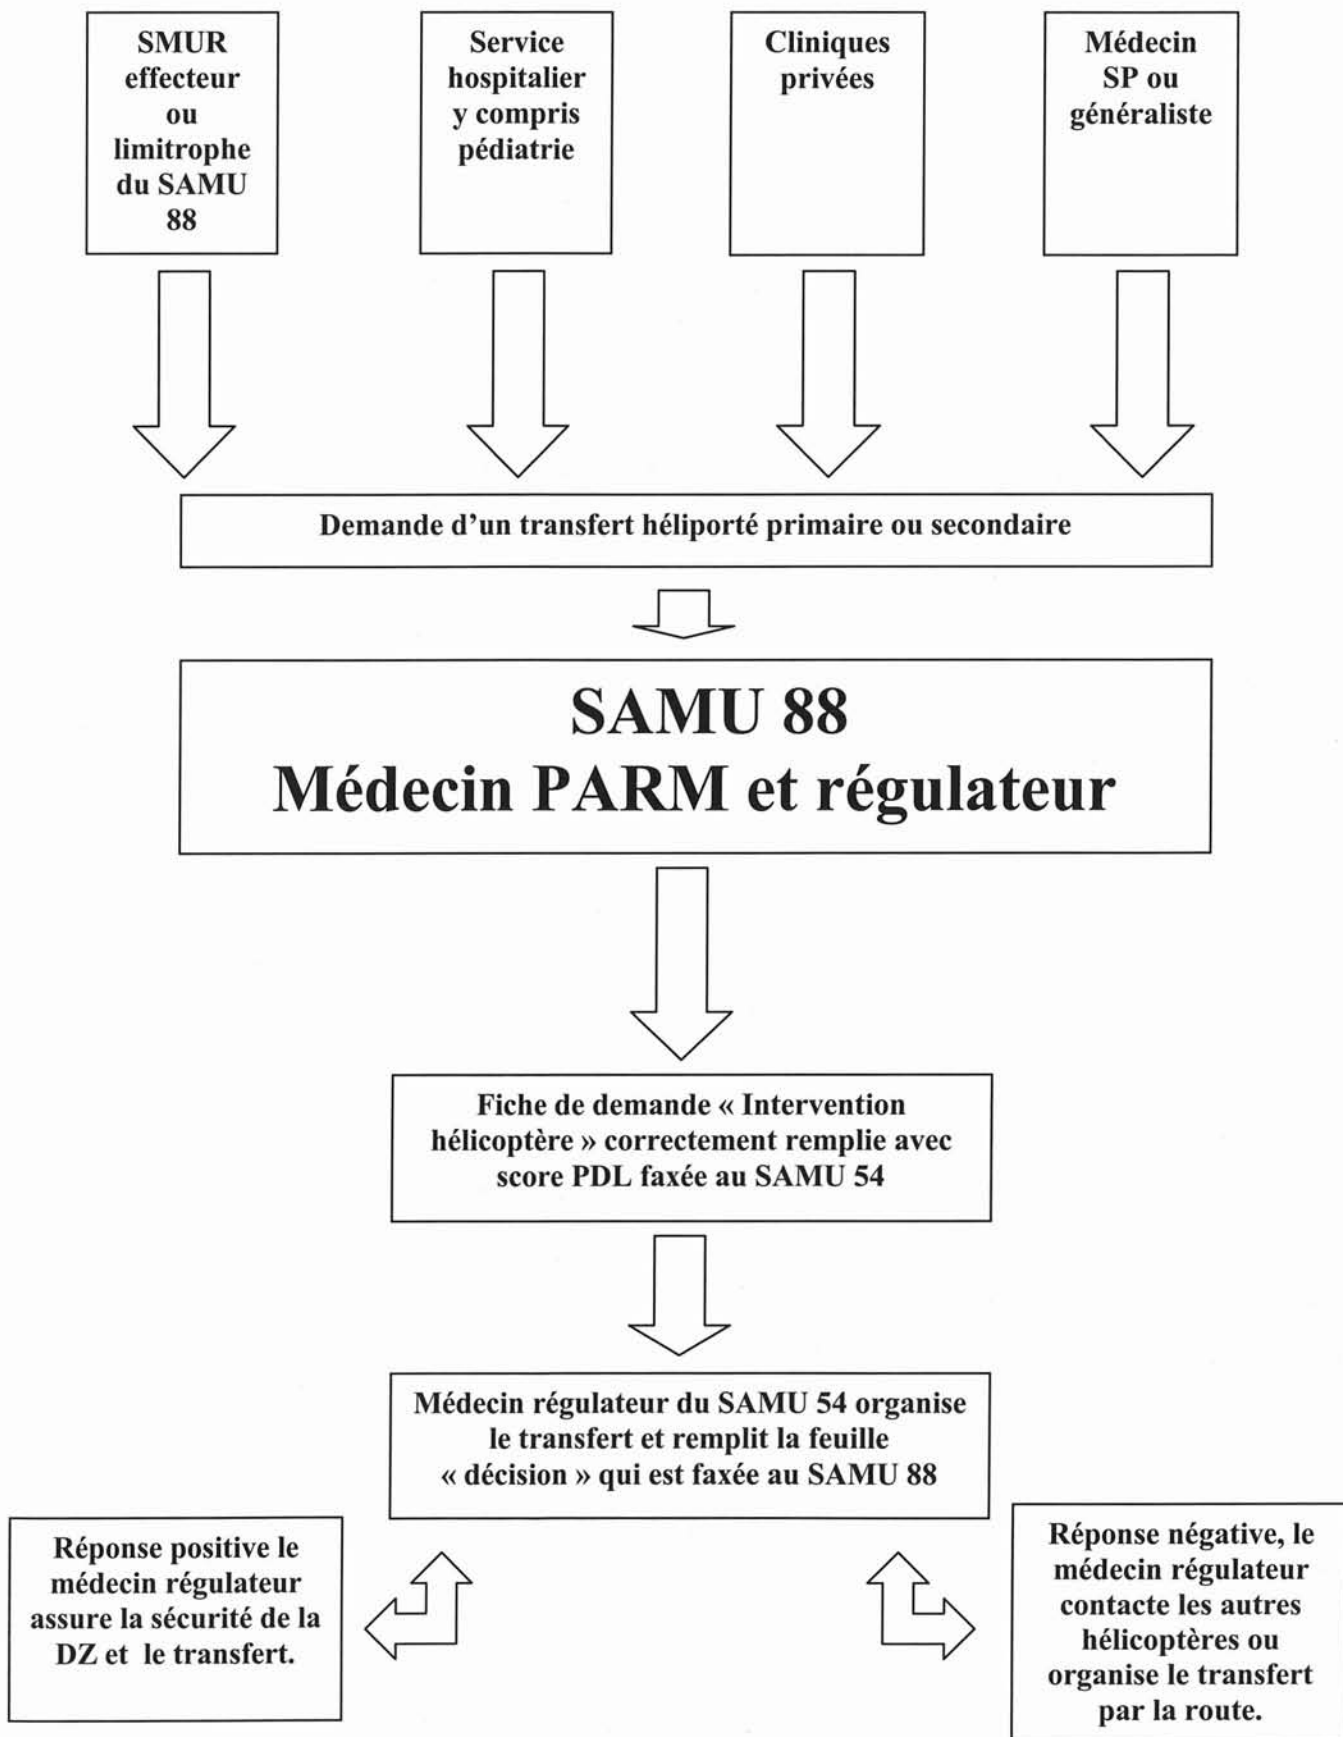 SMUR
effecteur
ou
limitrophe
du SAMU
88
Service
hospitalier
y compris
pédiatrie
Cliniques
privées
Médecin
SP ou
généraliste
Demande d’un transfert héliporté primaire ou secondaire
SAMU 88
Médecin PARM et régulateur
Fiche de demande « Intervention
hélicoptère » correctement remplie avec
score PDL faxée au SAMU 54
Médecin régulateur du SAMU 54 organise
le transfert et remplit la feuille
« décision » qui est faxée au SAMU 88
Réponse positive le
médecin régulateur
assure la sécurité de la
DZ et le transfert.
Réponse négative, le
médecin régulateur
contacte les autres
hélicoptères ou
organise le transfert
par la route.